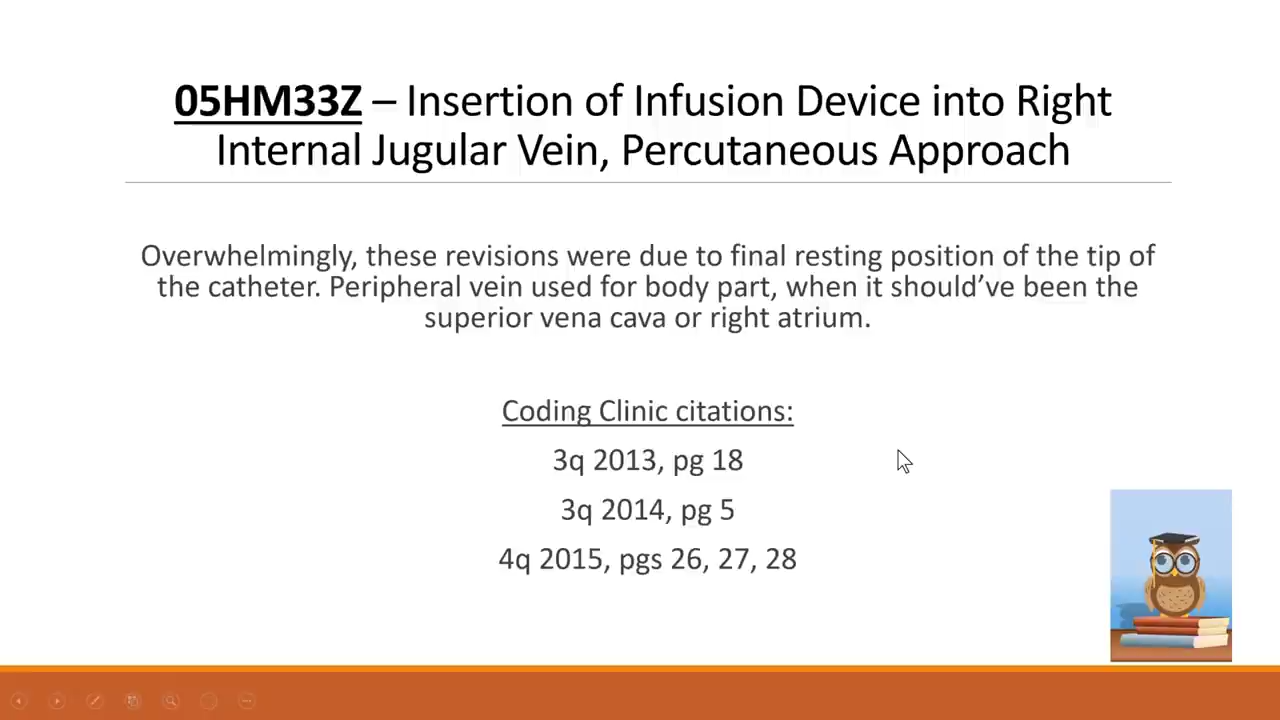 05HM33Z – Insertion of Infusion Device into Right
Internal Jugular Vein, Percutaneous Approach
Overwhelmingly, these revisions were due to final resting position of the tip of
the catheter. Peripheral vein used for body part, when it should’ve been the
superior vena cava or right atrium.
Coding Clinic citations:
3q 2013, pg 18
3q 2014, pg 5
4q 2015, pgs 26, 27, 28